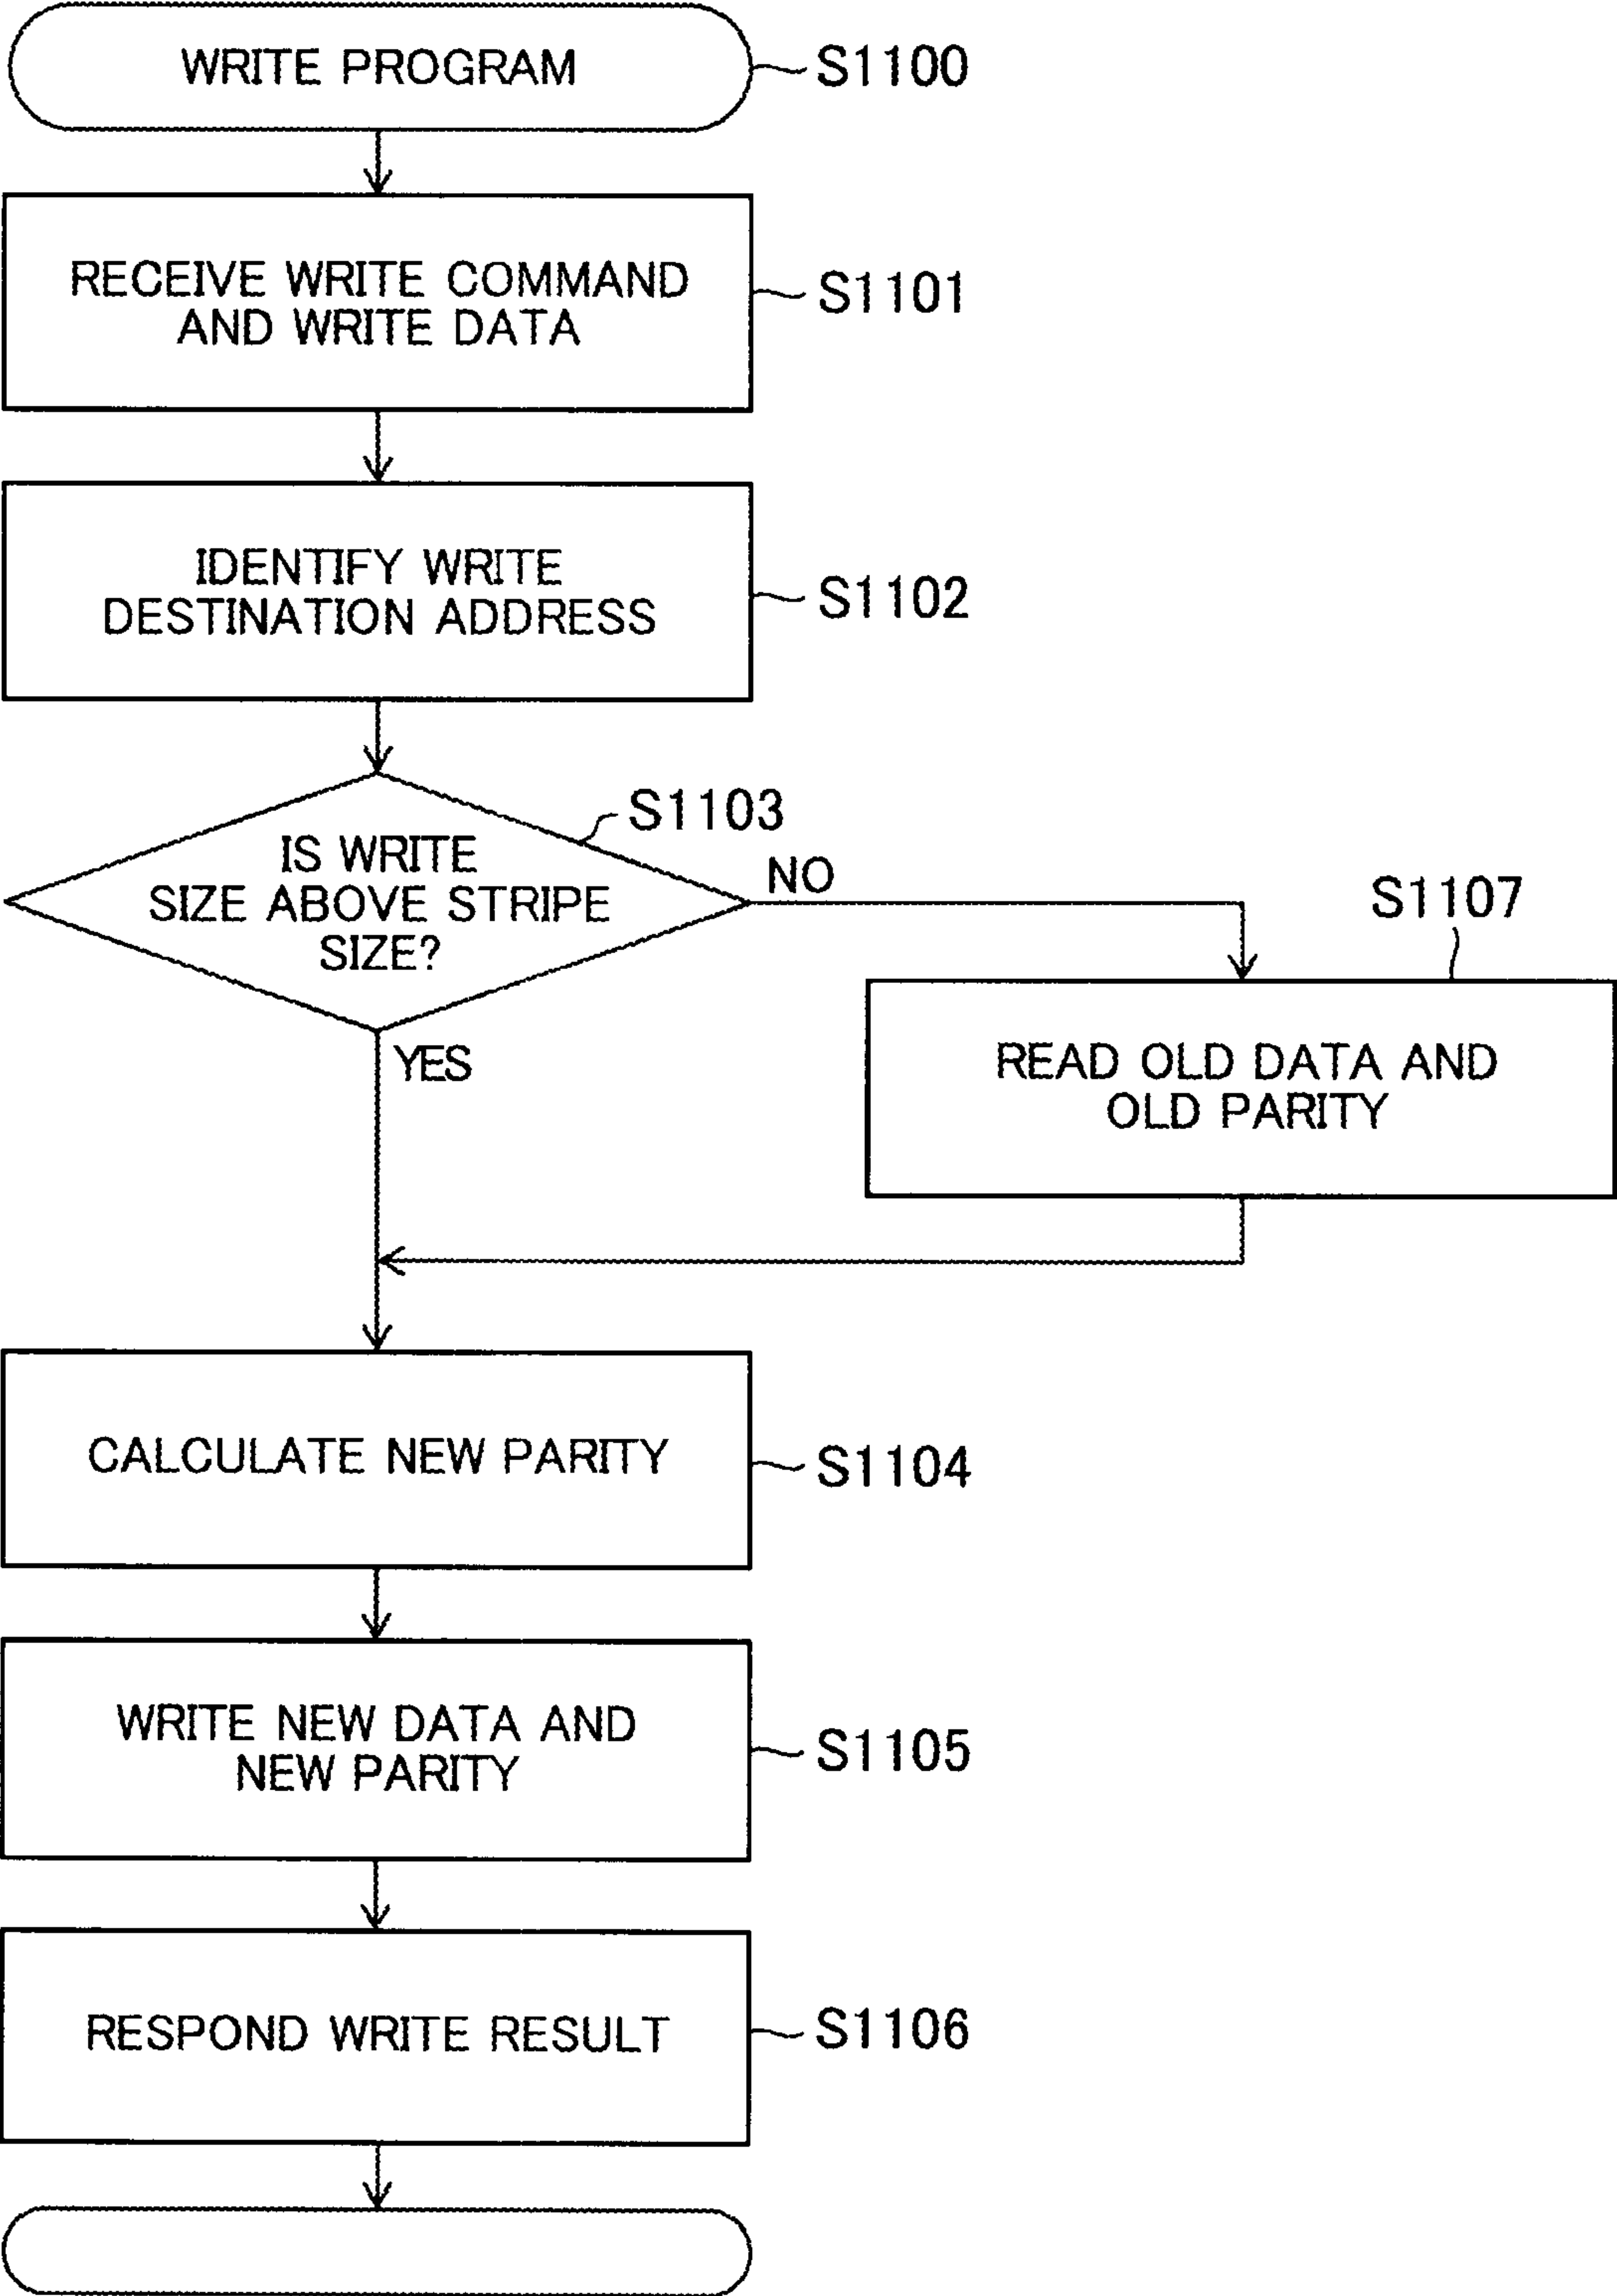 WRITE PROGRAM
S1100
RECEIVE WRITE COMMAND
AND WRITE DATA
S1101
IDENTIFY WRITE
DESTINATION ADDRESS
S1102
S1103
IS WRITE
SIZE ABOVE STRIPE
SIZE?
NO
YES
S1107
READ OLD DATA AND
OLD PARITY
CALCULATE NEW PARITY
S1104
WRITE NEW DATA AND
NEW PARITY
S1105
RESPOND WRITE RESULT
S1106